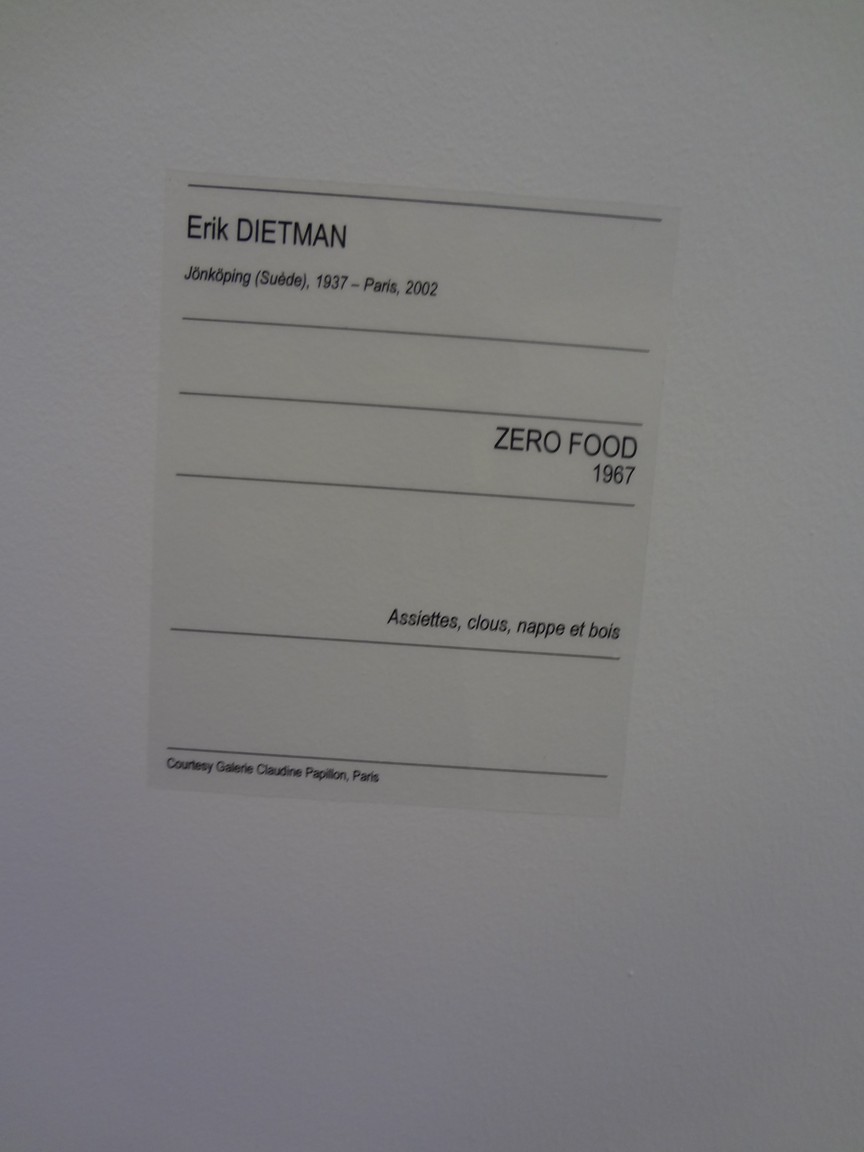 Erik DIETMAN
Jönköping (Suède), 1937 – Paris, 2002
ZERO FOOD
1967
Assiettes, clous, nappe et bois
Courtesy Galerie Claudine Papillon, Paris